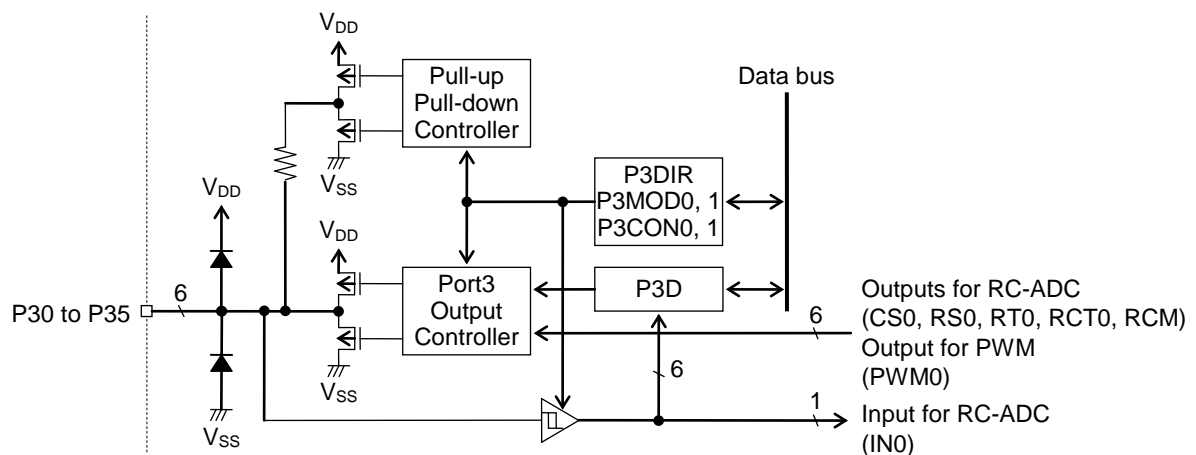 VDD
Pull-up
Pull-down
Controller
Data bus
VSS
VDD
P3DIR
P3MOD0, 1
P3CON0, 1
VDD
P30 to P35
6
Port3
Output
Controller
P3D
6
Outputs for RC-ADC
(CS0, RS0, RT0, RCT0, RCM)
Output for PWM
(PWM0)
VSS
6
VSS
1
Input for RC-ADC
(IN0)